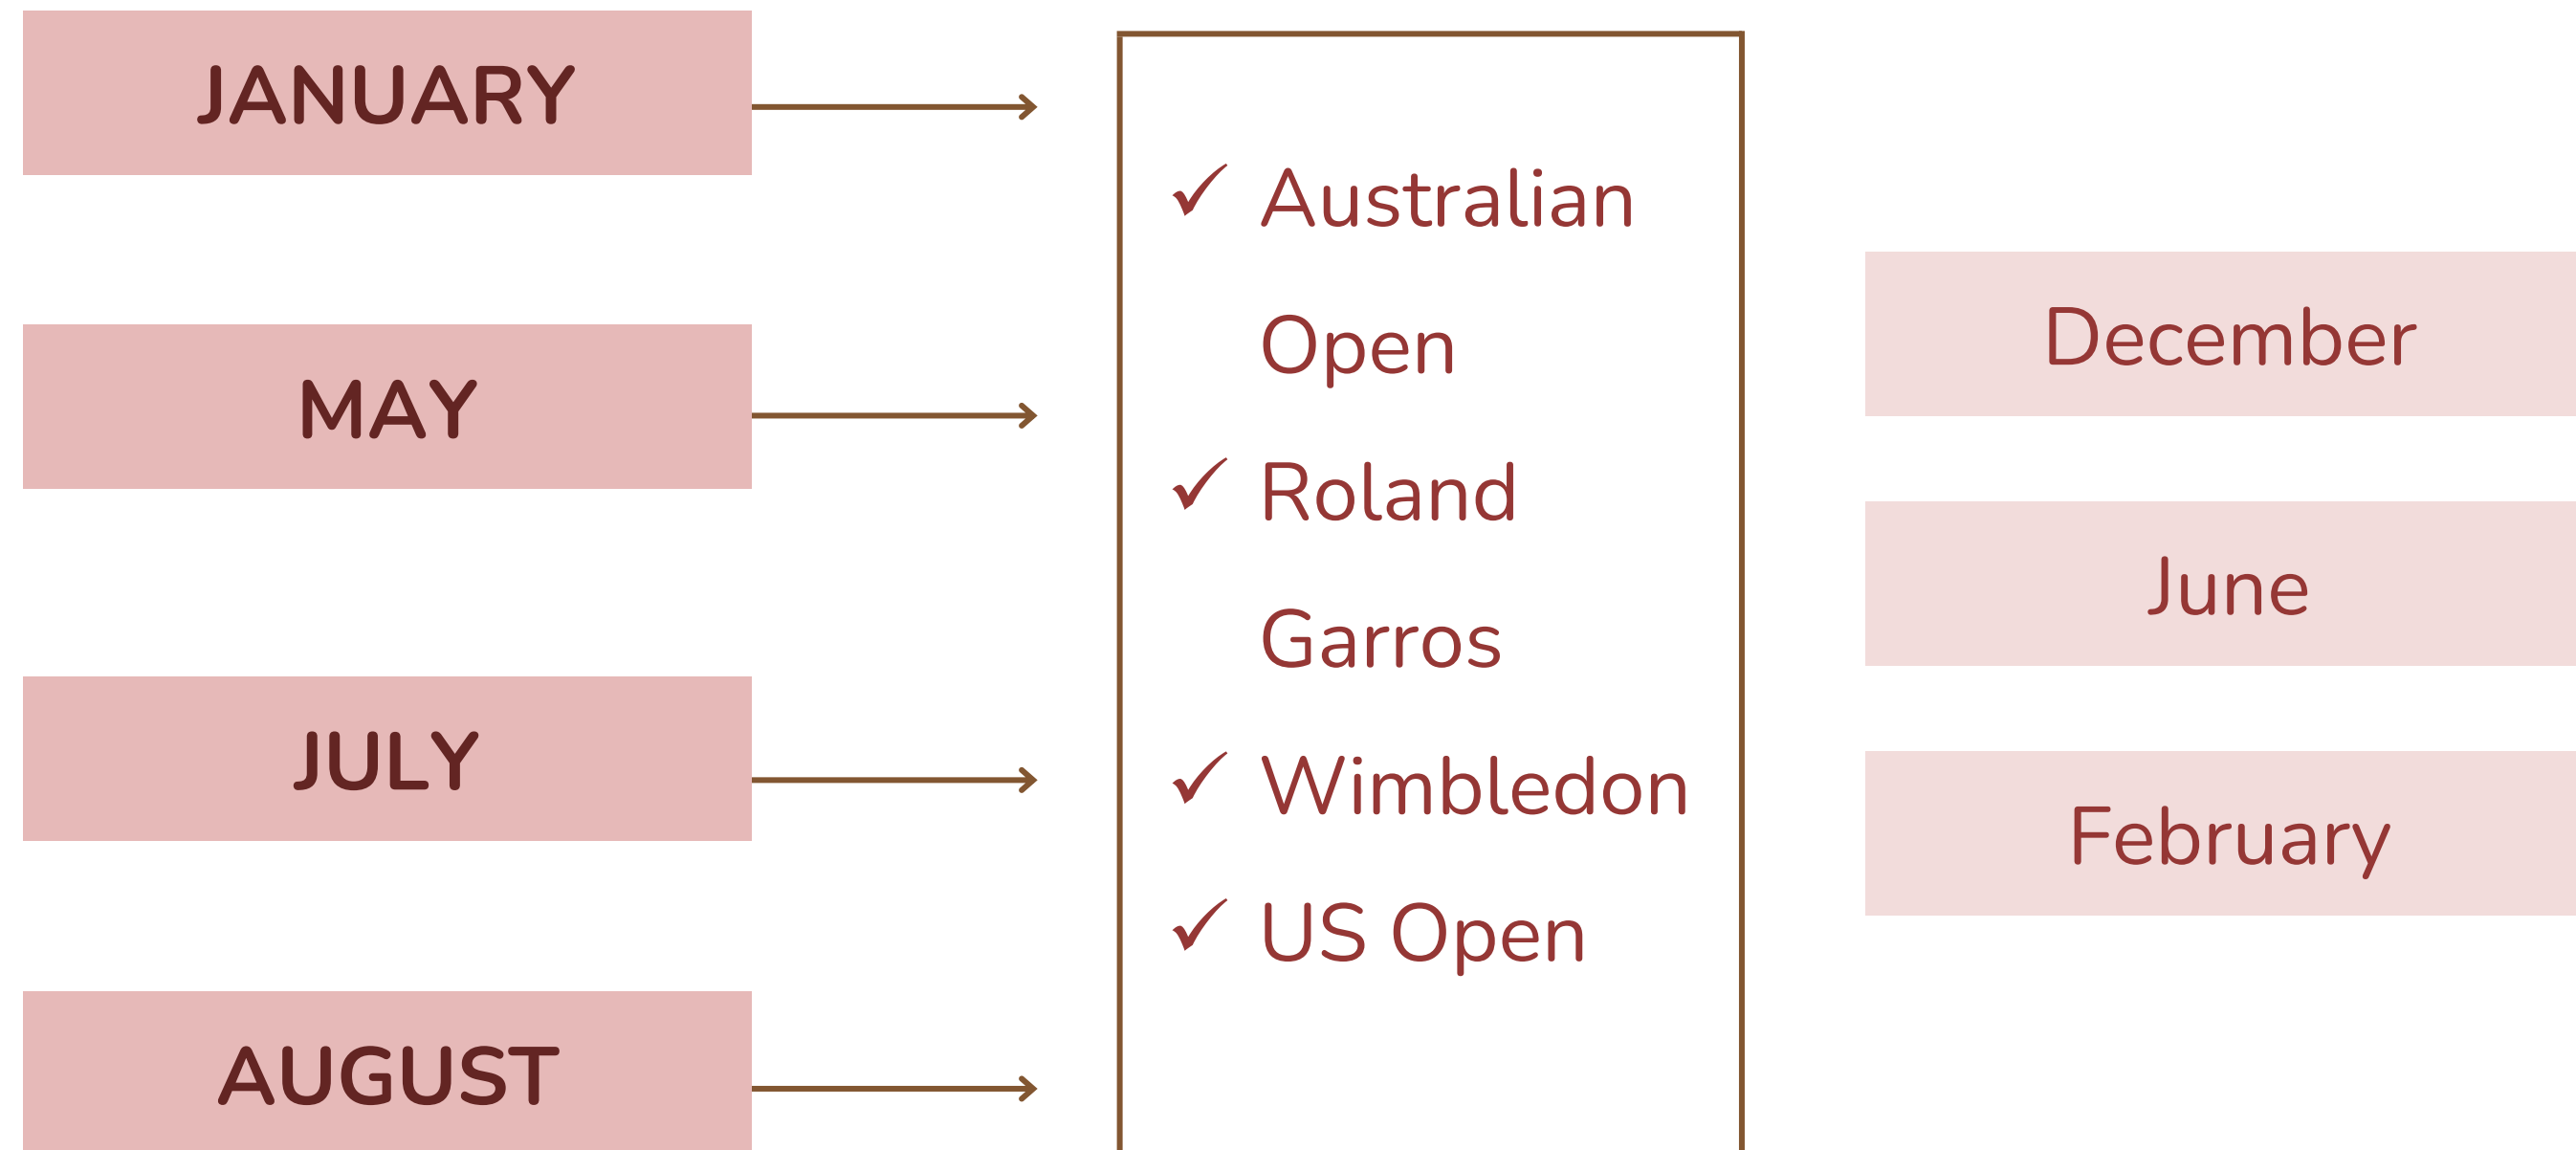 JANUARY
MAY
JULY
AUGUST
✓ Australian
Open
✓ Roland
Garros
✓ Wimbledon
✓ US Open
December
June
February